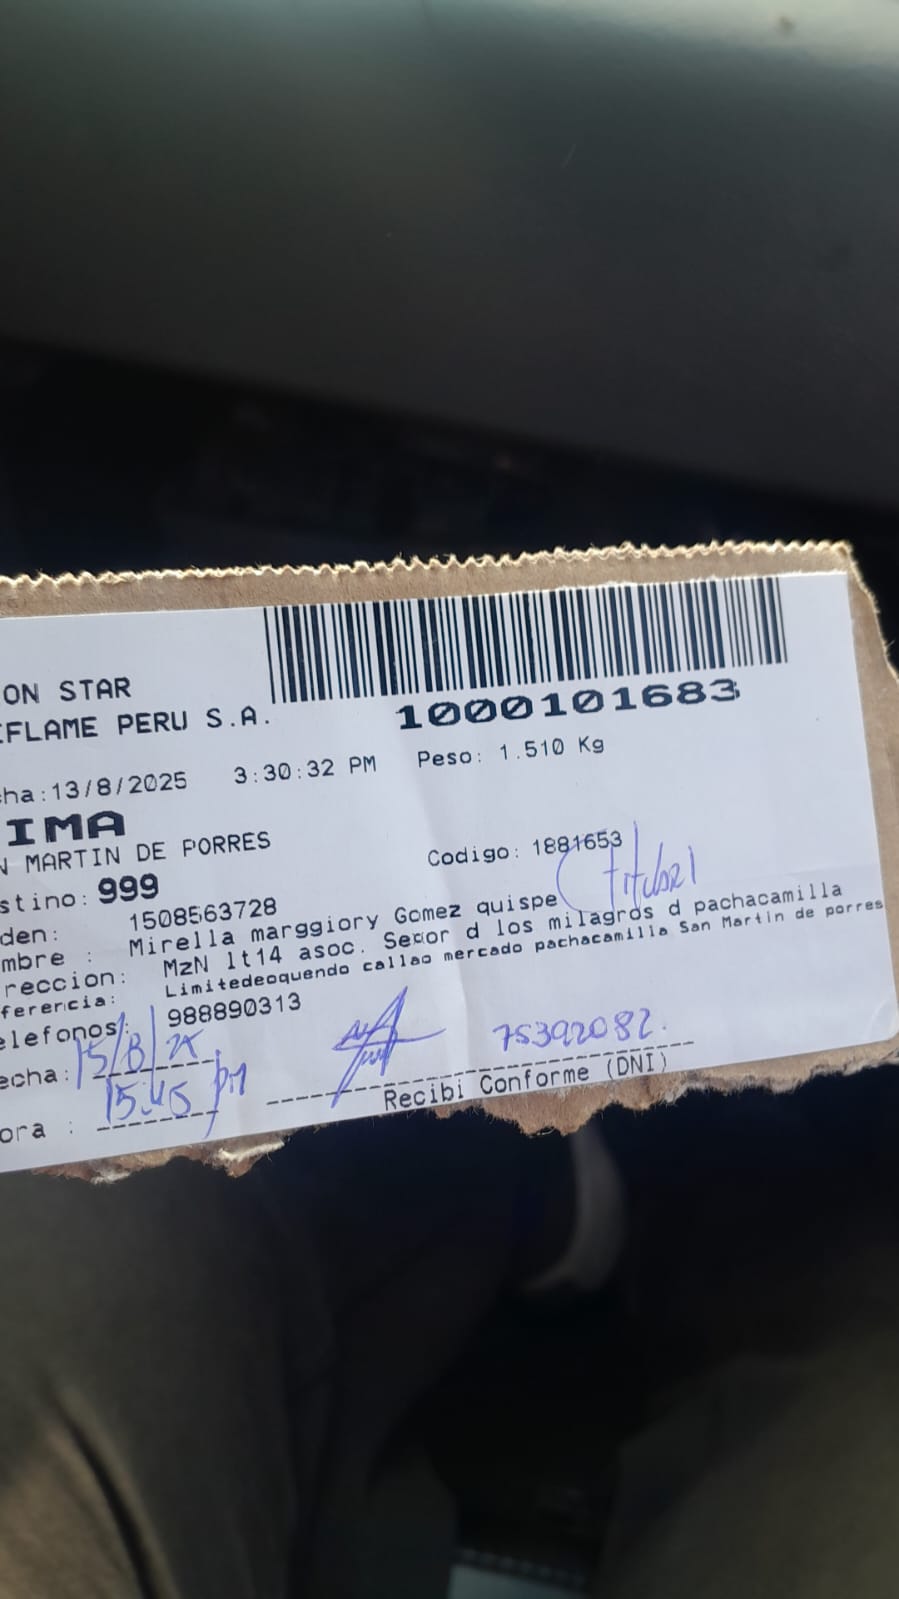 ON STAR
FLAME PERU S.A.
1000101683
ha:13/8/2025 3:30:32 PM Peso: 1.510 Kg
IMA
N MARTIN DE PORRES
stino: 999 Codigo: 1881653
den: 1508563728 (titular
mbre : Mirella marggiory Gomez quispe
reccion: MzN lt14 asoc. Señor d los milagros d pachacamilla
ferencia: Limitedeoquendo callao mercado pachacamilla San Martin de porres
elefonos: 988890313
echa: 15/8/25 75392082.
ora : 15:45 pm Recibi Conforme (DNI)